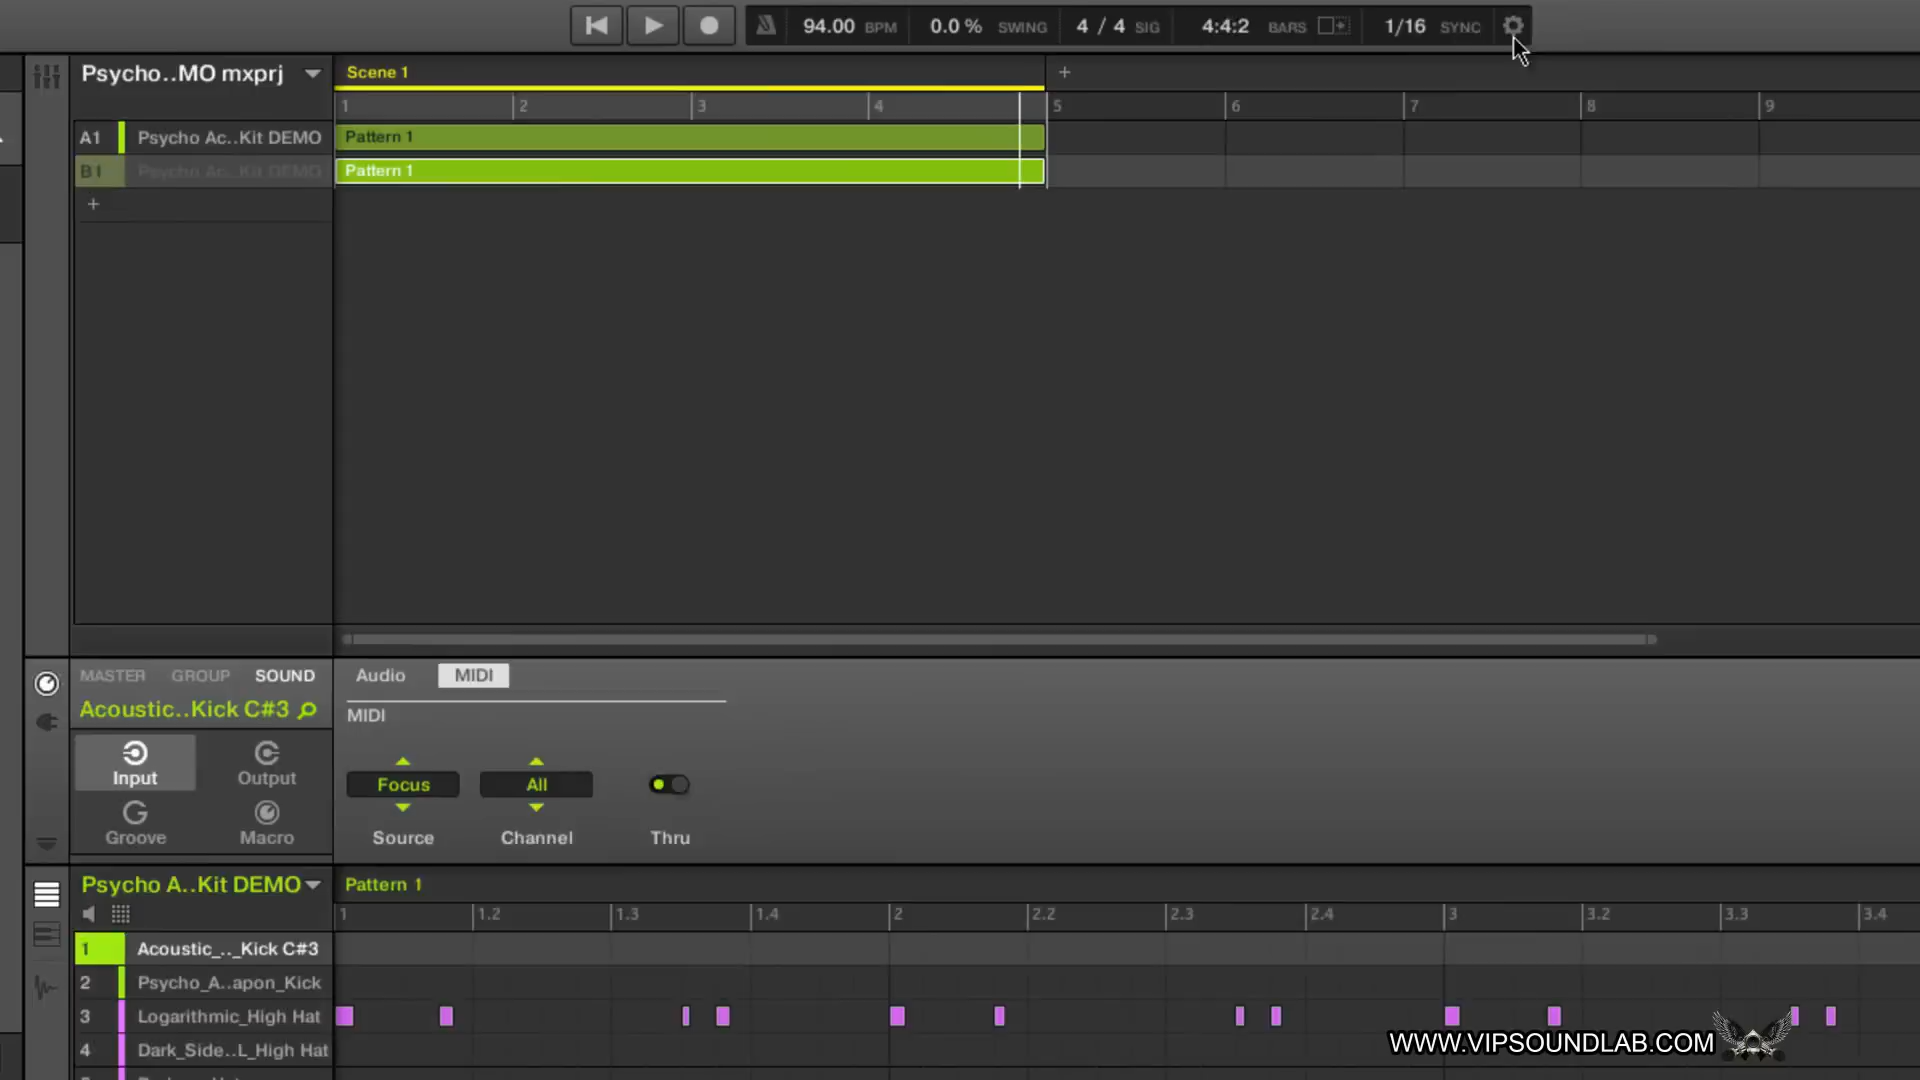 94.00 BPM 0.0 % SWING 4 / 4 SIG 4:4:2 BARS 1/16 SYNC
Psycho..MO mxprj
Scene 1
+
1 2 3 4 5 6 7 8 9
A1 Psycho Ac..Kit DEMO Pattern 1
B1 Psycho Ac..Kit DEMO Pattern 1
+
MASTER GROUP SOUND
Audio MIDI
Acoustic..Kick C#3
MIDI
Input Output
Focus All
Groove Macro
Source Channel Thru
Psycho A..Kit DEMO Pattern 1
1 1.2 1.3 1.4 2 2.2 2.3 2.4 3 3.2 3.3 3.4
1 Acoustic_.._Kick C#3
2 Psycho_A..apon_Kick
3 Logarithmic_High Hat
4 Dark_Side..L_High Hat
WWW.VIPSOUNDLAB.COM